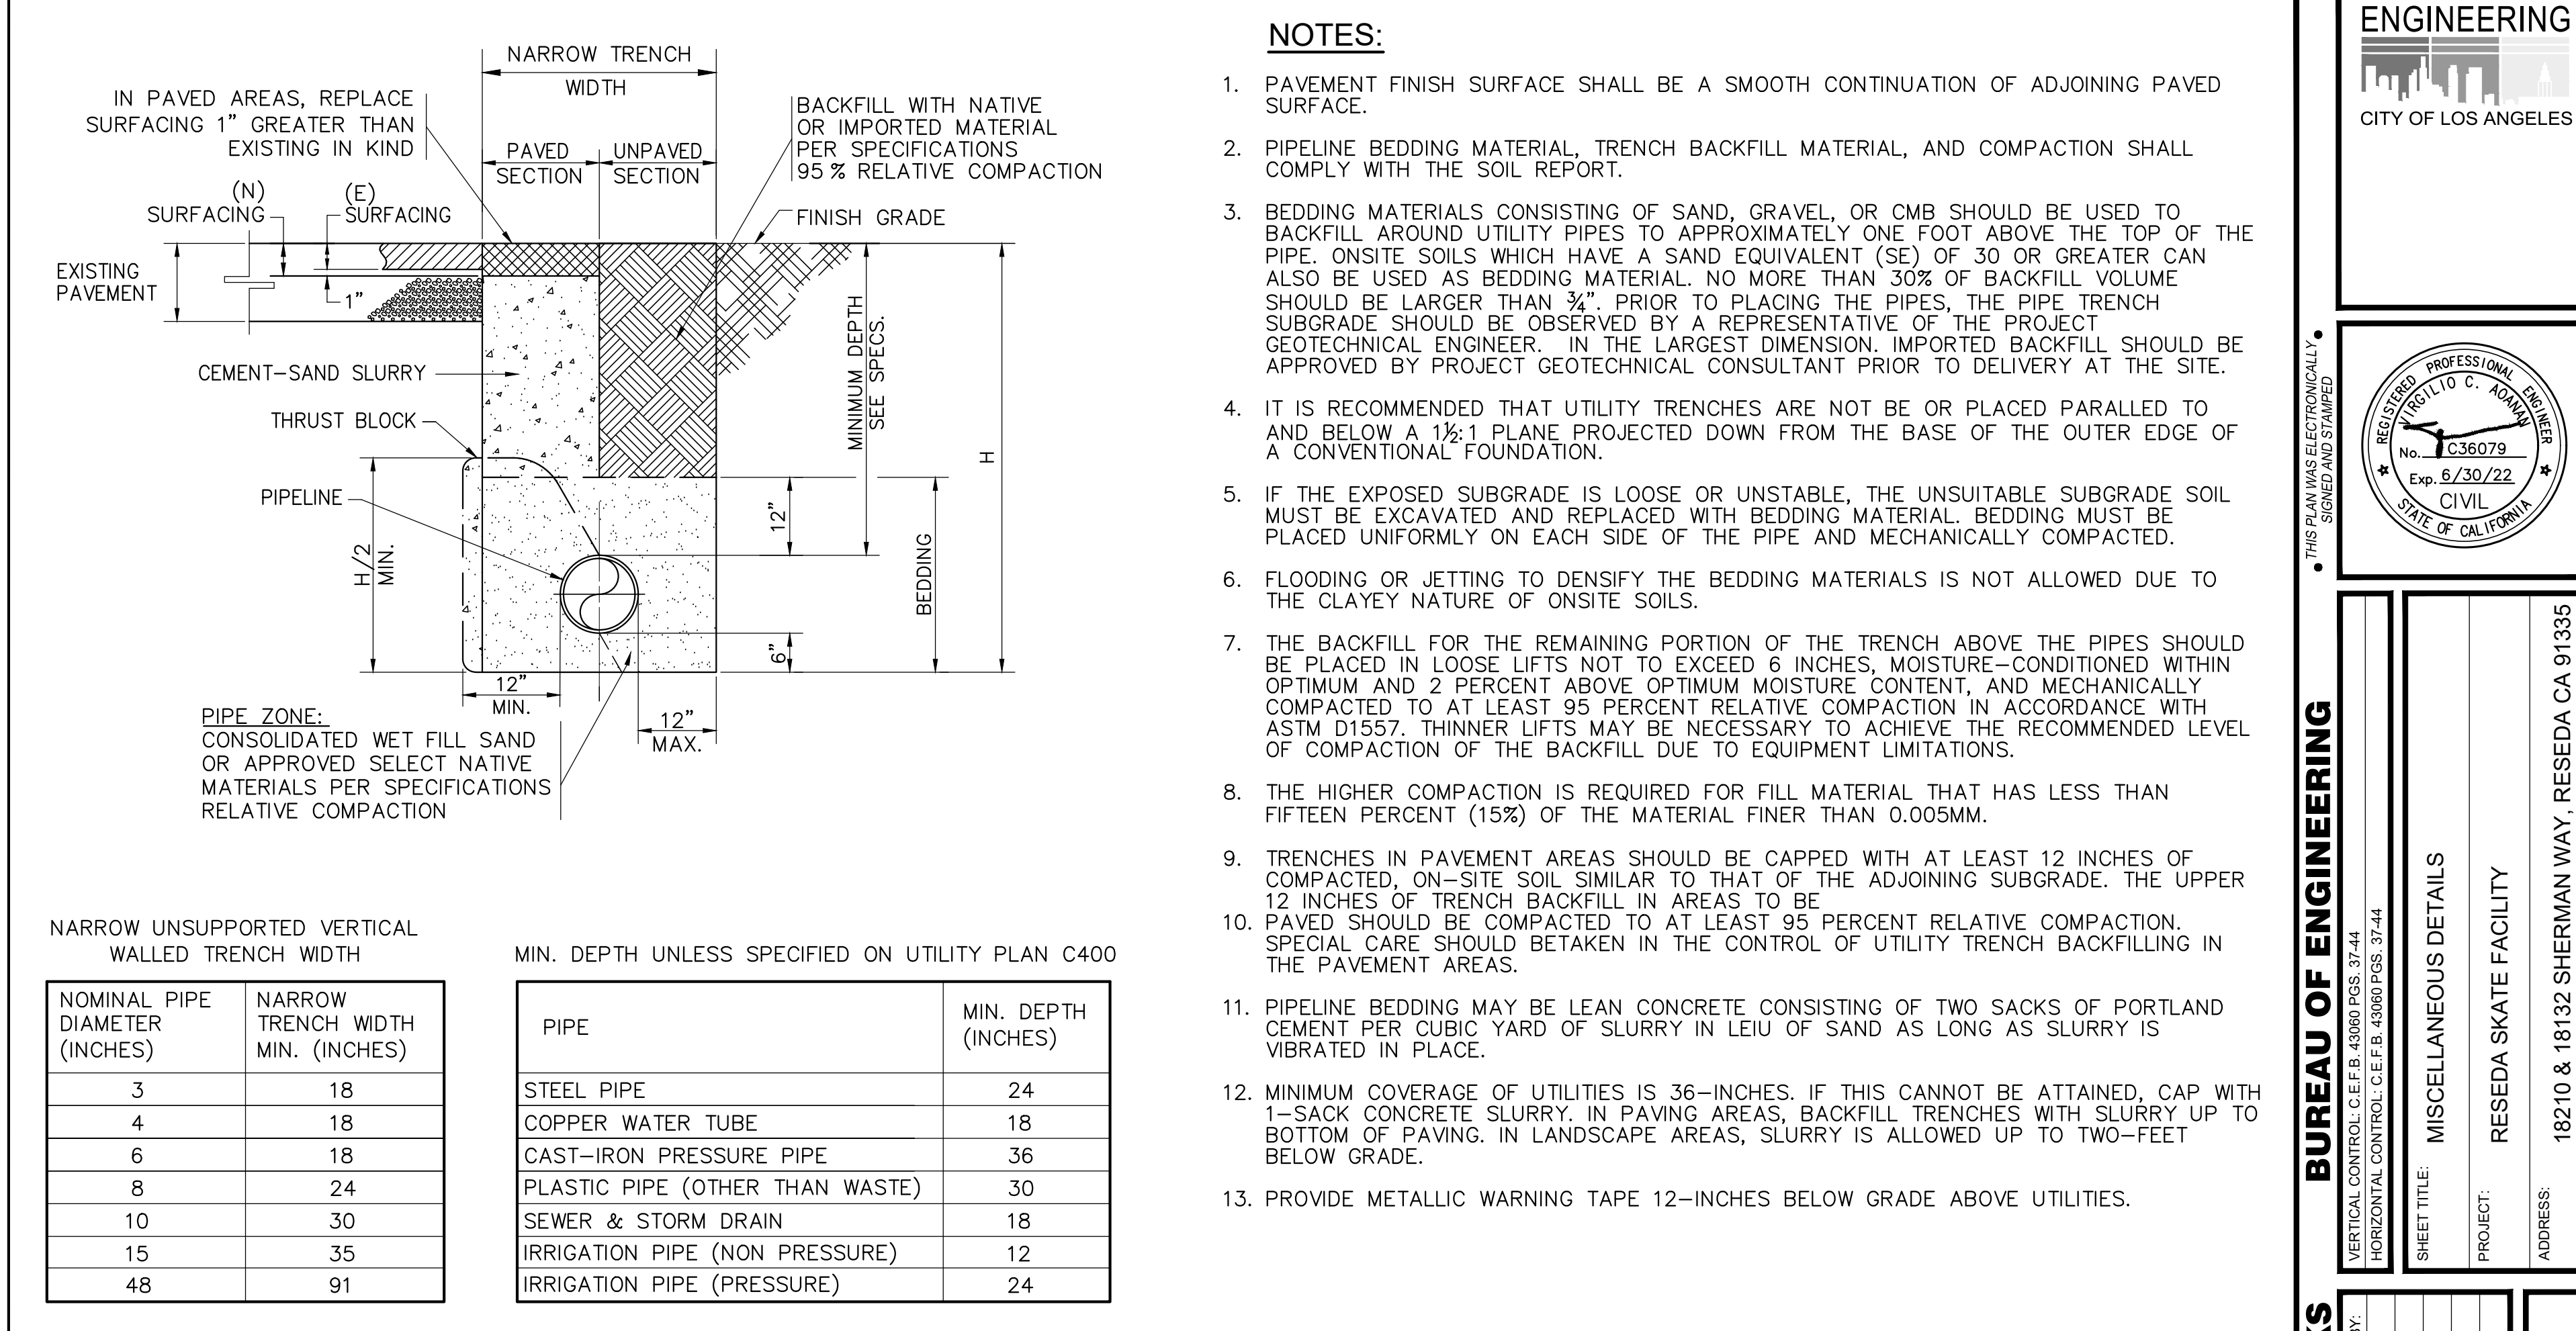 NARROW TRENCH
WIDTH
IN PAVED AREAS, REPLACE
SURFACING 1" GREATER THAN
EXISTING IN KIND
PAVED
SECTION
UNPAVED
SECTION
BACKFILL WITH NATIVE
OR IMPORTED MATERIAL
PER SPECIFICATIONS
95 % RELATIVE COMPACTION
(N)
SURFACING
(E)
SURFACING
FINISH GRADE
EXISTING
PAVEMENT
1"
CEMENT-SAND SLURRY
THRUST BLOCK
PIPELINE
MINIMUM DEPTH
SEE SPECS.
H
12"
H/2
MIN.
BEDDING
6"
12"
MIN.
12"
MAX.
PIPE ZONE:
CONSOLIDATED WET FILL SAND
OR APPROVED SELECT NATIVE
MATERIALS PER SPECIFICATIONS
RELATIVE COMPACTION
NARROW UNSUPPORTED VERTICAL
WALLED TRENCH WIDTH
NOMINAL PIPE
DIAMETER
(INCHES)
NARROW
TRENCH WIDTH
MIN. (INCHES)
3 18
4 18
6 18
8 24
10 30
15 35
48 91
MIN. DEPTH UNLESS SPECIFIED ON UTILITY PLAN C400
PIPE
MIN. DEPTH
(INCHES)
STEEL PIPE 24
COPPER WATER TUBE 18
CAST-IRON PRESSURE PIPE 36
PLASTIC PIPE (OTHER THAN WASTE) 30
SEWER & STORM DRAIN 18
IRRIGATION PIPE (NON PRESSURE) 12
IRRIGATION PIPE (PRESSURE) 24
NOTES:
1. PAVEMENT FINISH SURFACE SHALL BE A SMOOTH CONTINUATION OF ADJOINING PAVED
SURFACE.
2. PIPELINE BEDDING MATERIAL, TRENCH BACKFILL MATERIAL, AND COMPACTION SHALL
COMPLY WITH THE SOIL REPORT.
3. BEDDING MATERIALS CONSISTING OF SAND, GRAVEL, OR CMB SHOULD BE USED TO
BACKFILL AROUND UTILITY PIPES TO APPROXIMATELY ONE FOOT ABOVE THE TOP OF THE
PIPE. ONSITE SOILS WHICH HAVE A SAND EQUIVALENT (SE) OF 30 OR GREATER CAN
ALSO BE USED AS BEDDING MATERIAL. NO MORE THAN 30% OF BACKFILL VOLUME
SHOULD BE LARGER THAN ¾". PRIOR TO PLACING THE PIPES, THE PIPE TRENCH
SUBGRADE SHOULD BE OBSERVED BY A REPRESENTATIVE OF THE PROJECT
GEOTECHNICAL ENGINEER. IN THE LARGEST DIMENSION. IMPORTED BACKFILL SHOULD BE
APPROVED BY PROJECT GEOTECHNICAL CONSULTANT PRIOR TO DELIVERY AT THE SITE.
4. IT IS RECOMMENDED THAT UTILITY TRENCHES ARE NOT BE OR PLACED PARALLED TO
AND BELOW A 1½:1 PLANE PROJECTED DOWN FROM THE BASE OF THE OUTER EDGE OF
A CONVENTIONAL FOUNDATION.
5. IF THE EXPOSED SUBGRADE IS LOOSE OR UNSTABLE, THE UNSUITABLE SUBGRADE SOIL
MUST BE EXCAVATED AND REPLACED WITH BEDDING MATERIAL. BEDDING MUST BE
PLACED UNIFORMLY ON EACH SIDE OF THE PIPE AND MECHANICALLY COMPACTED.
6. FLOODING OR JETTING TO DENSIFY THE BEDDING MATERIALS IS NOT ALLOWED DUE TO
THE CLAYEY NATURE OF ONSITE SOILS.
7. THE BACKFILL FOR THE REMAINING PORTION OF THE TRENCH ABOVE THE PIPES SHOULD
BE PLACED IN LOOSE LIFTS NOT TO EXCEED 6 INCHES, MOISTURE-CONDITIONED WITHIN
OPTIMUM AND 2 PERCENT ABOVE OPTIMUM MOISTURE CONTENT, AND MECHANICALLY
COMPACTED TO AT LEAST 95 PERCENT RELATIVE COMPACTION IN ACCORDANCE WITH
ASTM D1557. THINNER LIFTS MAY BE NECESSARY TO ACHIEVE THE RECOMMENDED LEVEL
OF COMPACTION OF THE BACKFILL DUE TO EQUIPMENT LIMITATIONS.
8. THE HIGHER COMPACTION IS REQUIRED FOR FILL MATERIAL THAT HAS LESS THAN
FIFTEEN PERCENT (15%) OF THE MATERIAL FINER THAN 0.005MM.
9. TRENCHES IN PAVEMENT AREAS SHOULD BE CAPPED WITH AT LEAST 12 INCHES OF
COMPACTED, ON-SITE SOIL SIMILAR TO THAT OF THE ADJOINING SUBGRADE. THE UPPER
12 INCHES OF TRENCH BACKFILL IN AREAS TO BE
10. PAVED SHOULD BE COMPACTED TO AT LEAST 95 PERCENT RELATIVE COMPACTION.
SPECIAL CARE SHOULD BETAKEN IN THE CONTROL OF UTILITY TRENCH BACKFILLING IN
THE PAVEMENT AREAS.
11. PIPELINE BEDDING MAY BE LEAN CONCRETE CONSISTING OF TWO SACKS OF PORTLAND
CEMENT PER CUBIC YARD OF SLURRY IN LEIU OF SAND AS LONG AS SLURRY IS
VIBRATED IN PLACE.
12. MINIMUM COVERAGE OF UTILITIES IS 36-INCHES. IF THIS CANNOT BE ATTAINED, CAP WITH
1-SACK CONCRETE SLURRY. IN PAVING AREAS, BACKFILL TRENCHES WITH SLURRY UP TO
BOTTOM OF PAVING. IN LANDSCAPE AREAS, SLURRY IS ALLOWED UP TO TWO-FEET
BELOW GRADE.
13. PROVIDE METALLIC WARNING TAPE 12-INCHES BELOW GRADE ABOVE UTILITIES.
ENGINEERING
CITY OF LOS ANGELES
• THIS PLAN WAS ELECTRONICALLY •
SIGNED AND STAMPED
REGISTERED PROFESSIONAL ENGINEER
VIRGILIO C. AOANAN
No. C36079
Exp. 6/30/22
CIVIL
STATE OF CALIFORNIA
BUREAU OF ENGINEERING
VERTICAL CONTROL: C.E.F.B. 43060 PGS. 37-44
HORIZONTAL CONTROL: C.E.F.B. 43060 PGS. 37-44
SHEET TITLE: MISCELLANEOUS DETAILS
PROJECT: RESEDA SKATE FACILITY
ADDRESS: 18210 & 18132 SHERMAN WAY, RESEDA CA 91335